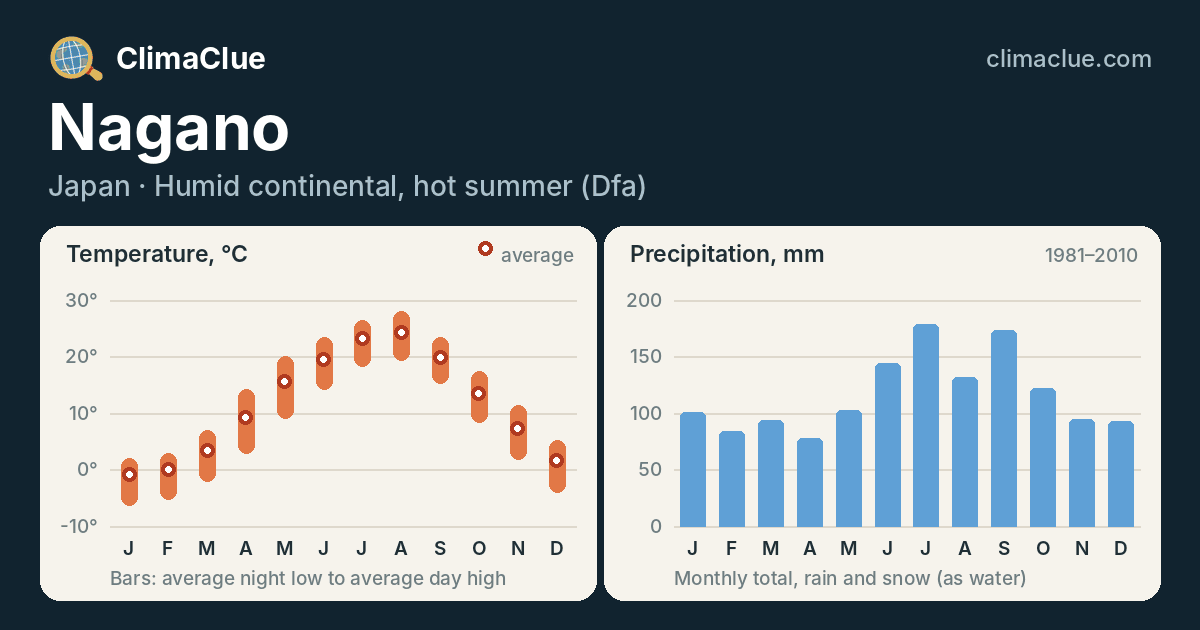 ClimaClue
climaclue.com
Nagano
Japan · Humid continental, hot summer (Dfa)
Temperature, °C
average
30°
20°
10°
0°
-10°
J F M A M J J A S O N D
Bars: average night low to average day high
Precipitation, mm
1981–2010
200
150
100
50
0
J F M A M J J A S O N D
Monthly total, rain and snow (as water)